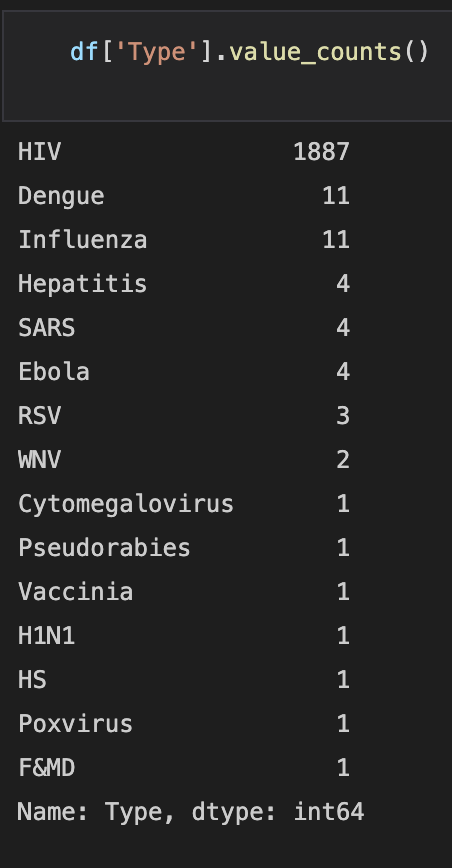 df['Type'].value_counts()
HIV 1887
Dengue 11
Influenza 11
Hepatitis 4
SARS 4
Ebola 4
RSV 3
WNV 2
Cytomegalovirus 1
Pseudorabies 1
Vaccinia 1
H1N1 1
HS 1
Poxvirus 1
F&MD 1
Name: Type, dtype: int64